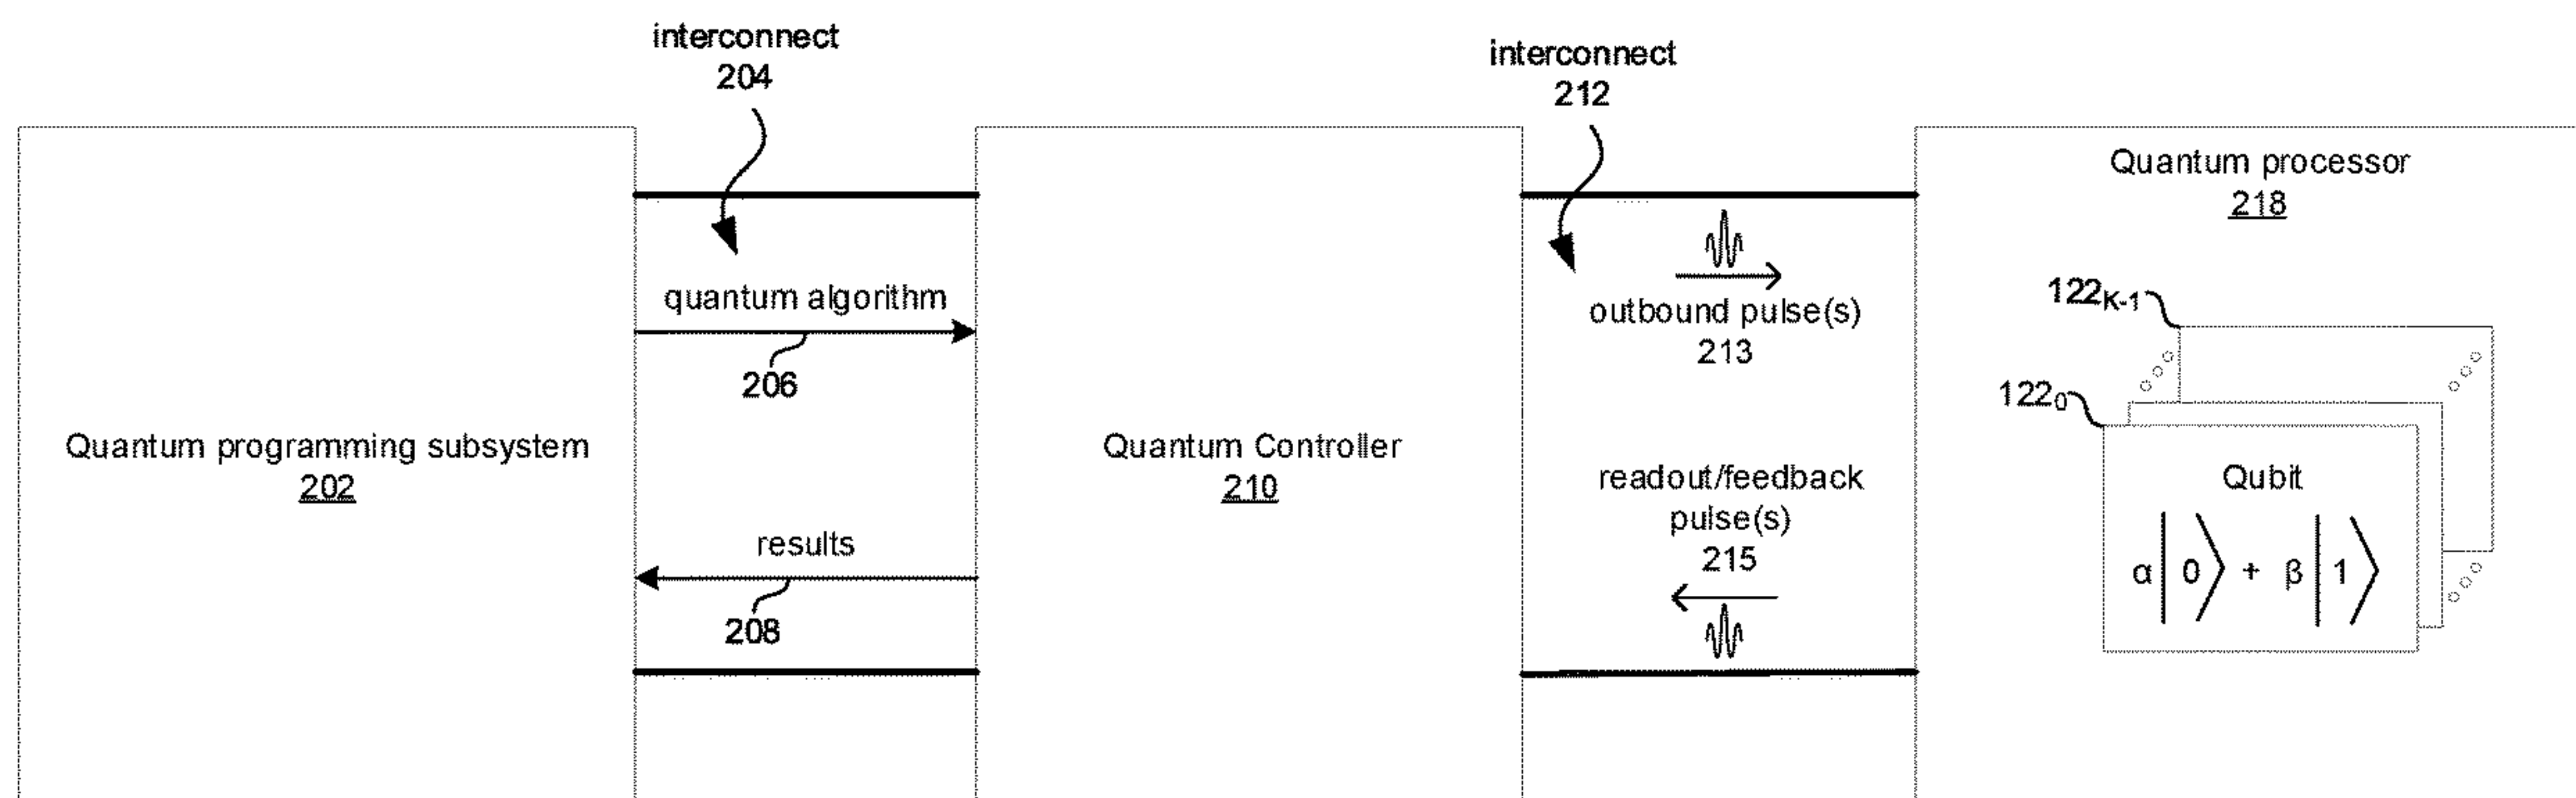 interconnect
204
interconnect
212
Quantum processor
218
quantum algorithm
206
outbound pulse(s)
213
122K-1
1220
Quantum programming subsystem
202
Quantum Controller
210
readout/feedback
pulse(s)
215
results
208
Qubit
α|0⟩ + β|1⟩